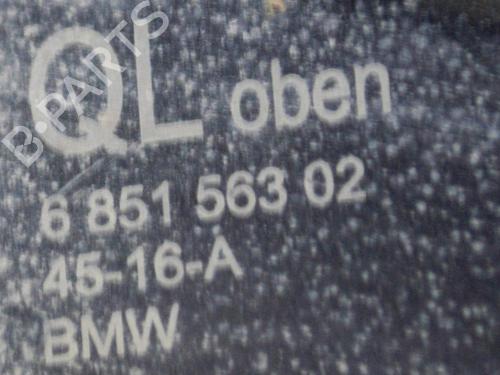 B-PARTS
QL oben
6 851 563 02
45-16-A
BMW